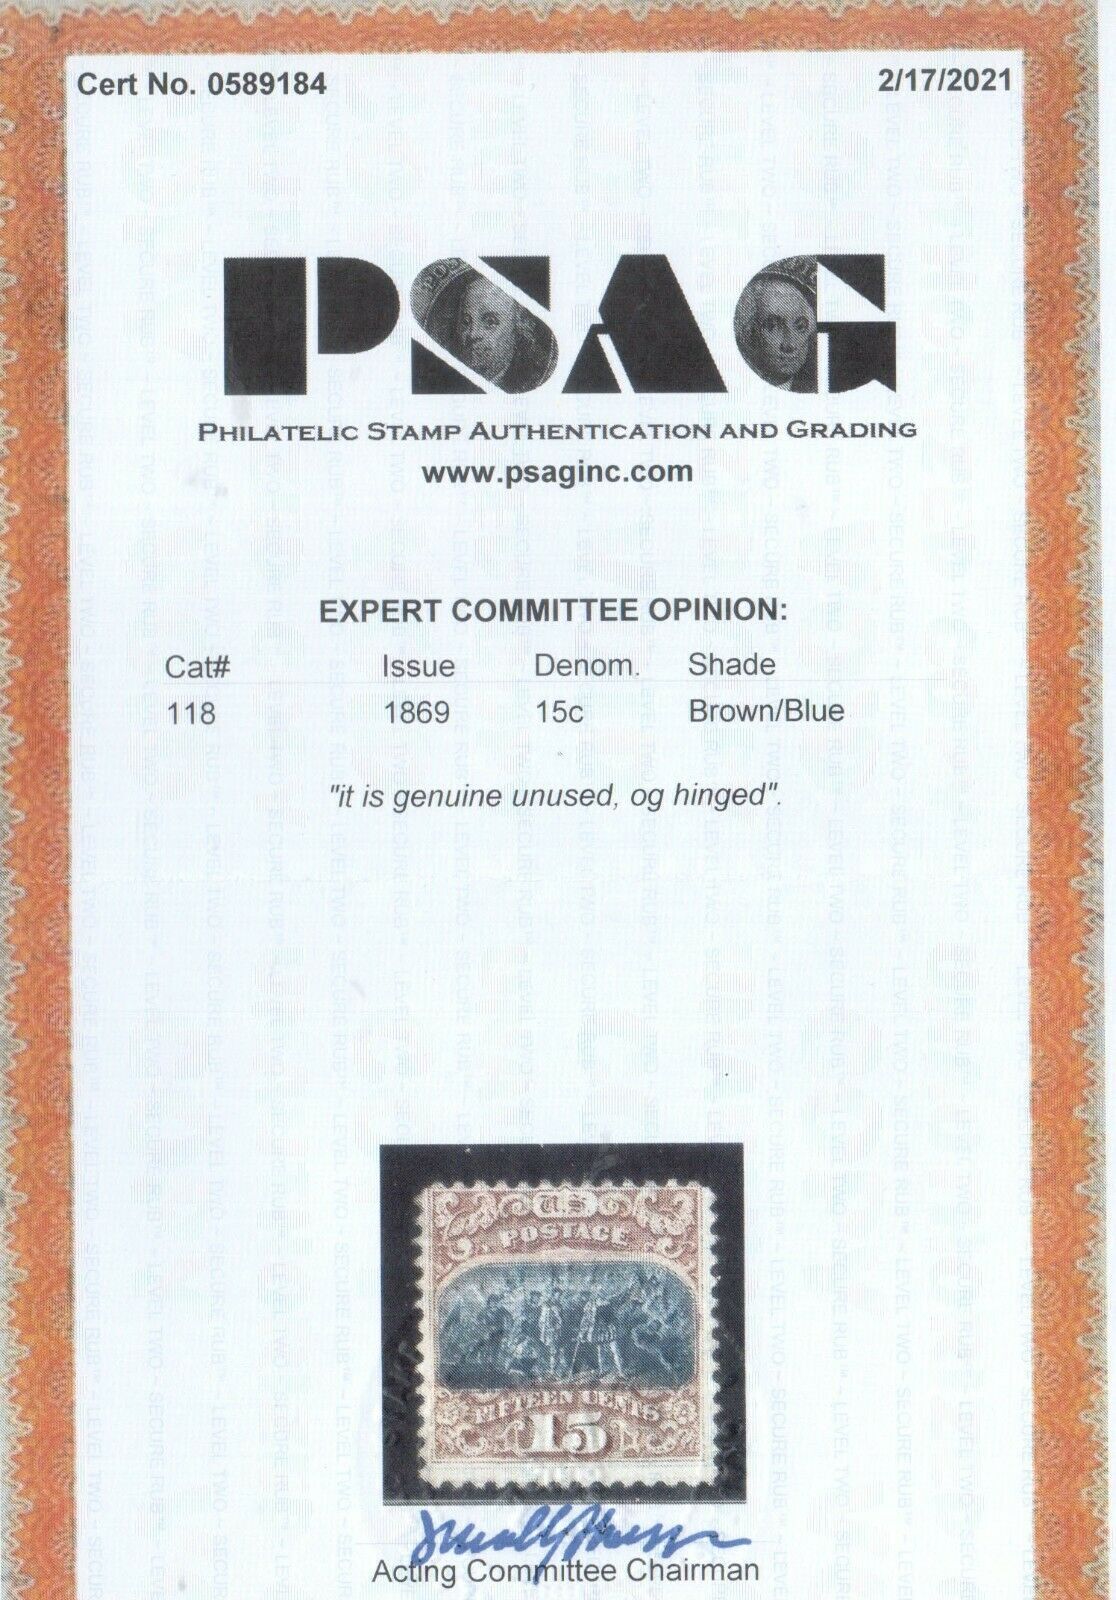 Cert No. 0589184
2/17/2021
PSAG
PHILATELIC STAMP AUTHENTICATION AND GRADING
www.psaginc.com
EXPERT COMMITTEE OPINION:
Cat# Issue Denom. Shade
118 1869 15c Brown/Blue
"it is genuine unused, og hinged".
U.S.
POSTAGE
FIFTEEN CENTS
15
Acting Committee Chairman